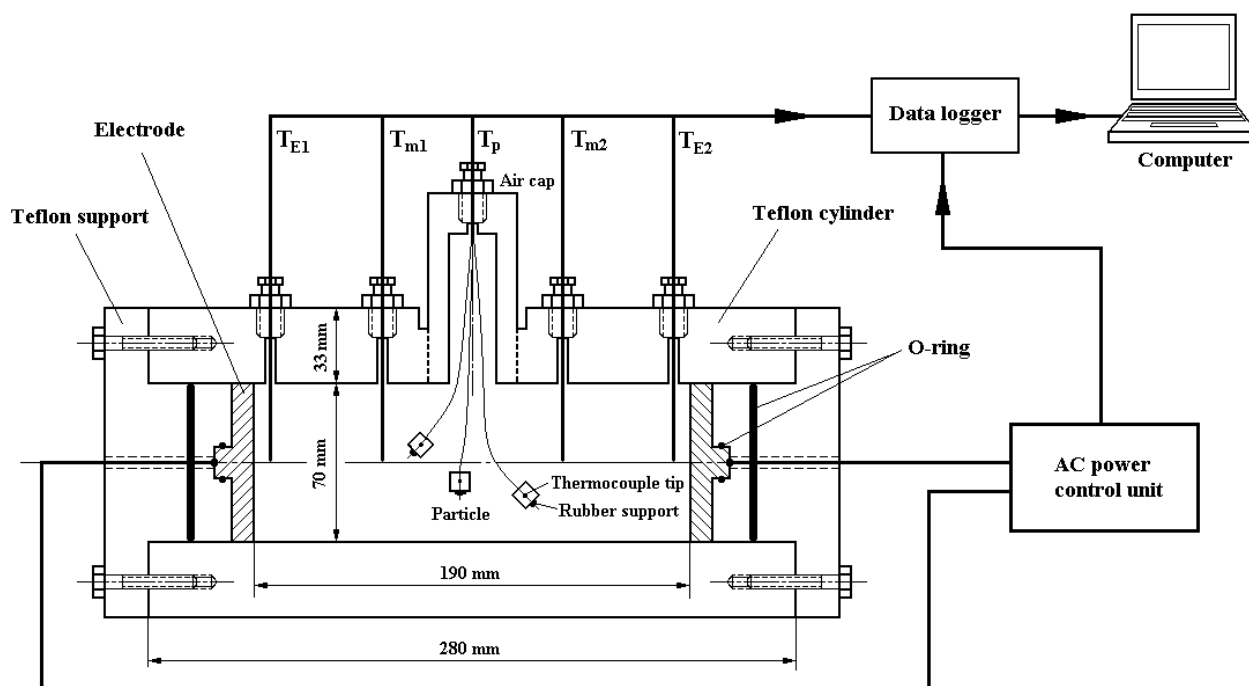 Electrode
T_E1
T_m1
T_p
T_m2
T_E2
Data logger
Computer
Air cap
Teflon support
Teflon cylinder
33 mm
O-ring
70 mm
Thermocouple tip
Rubber support
Particle
AC power
control unit
190 mm
280 mm